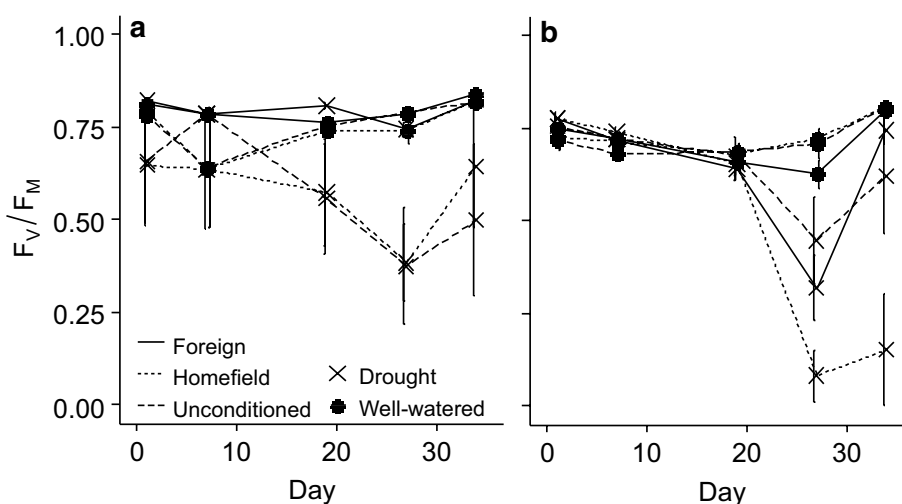 a
b
1.00
0.75
0.50
0.25
0.00
FV / FM
Foreign
Homefield
Unconditioned
Drought
Well-watered
0 10 20 30
0 10 20 30
Day
Day